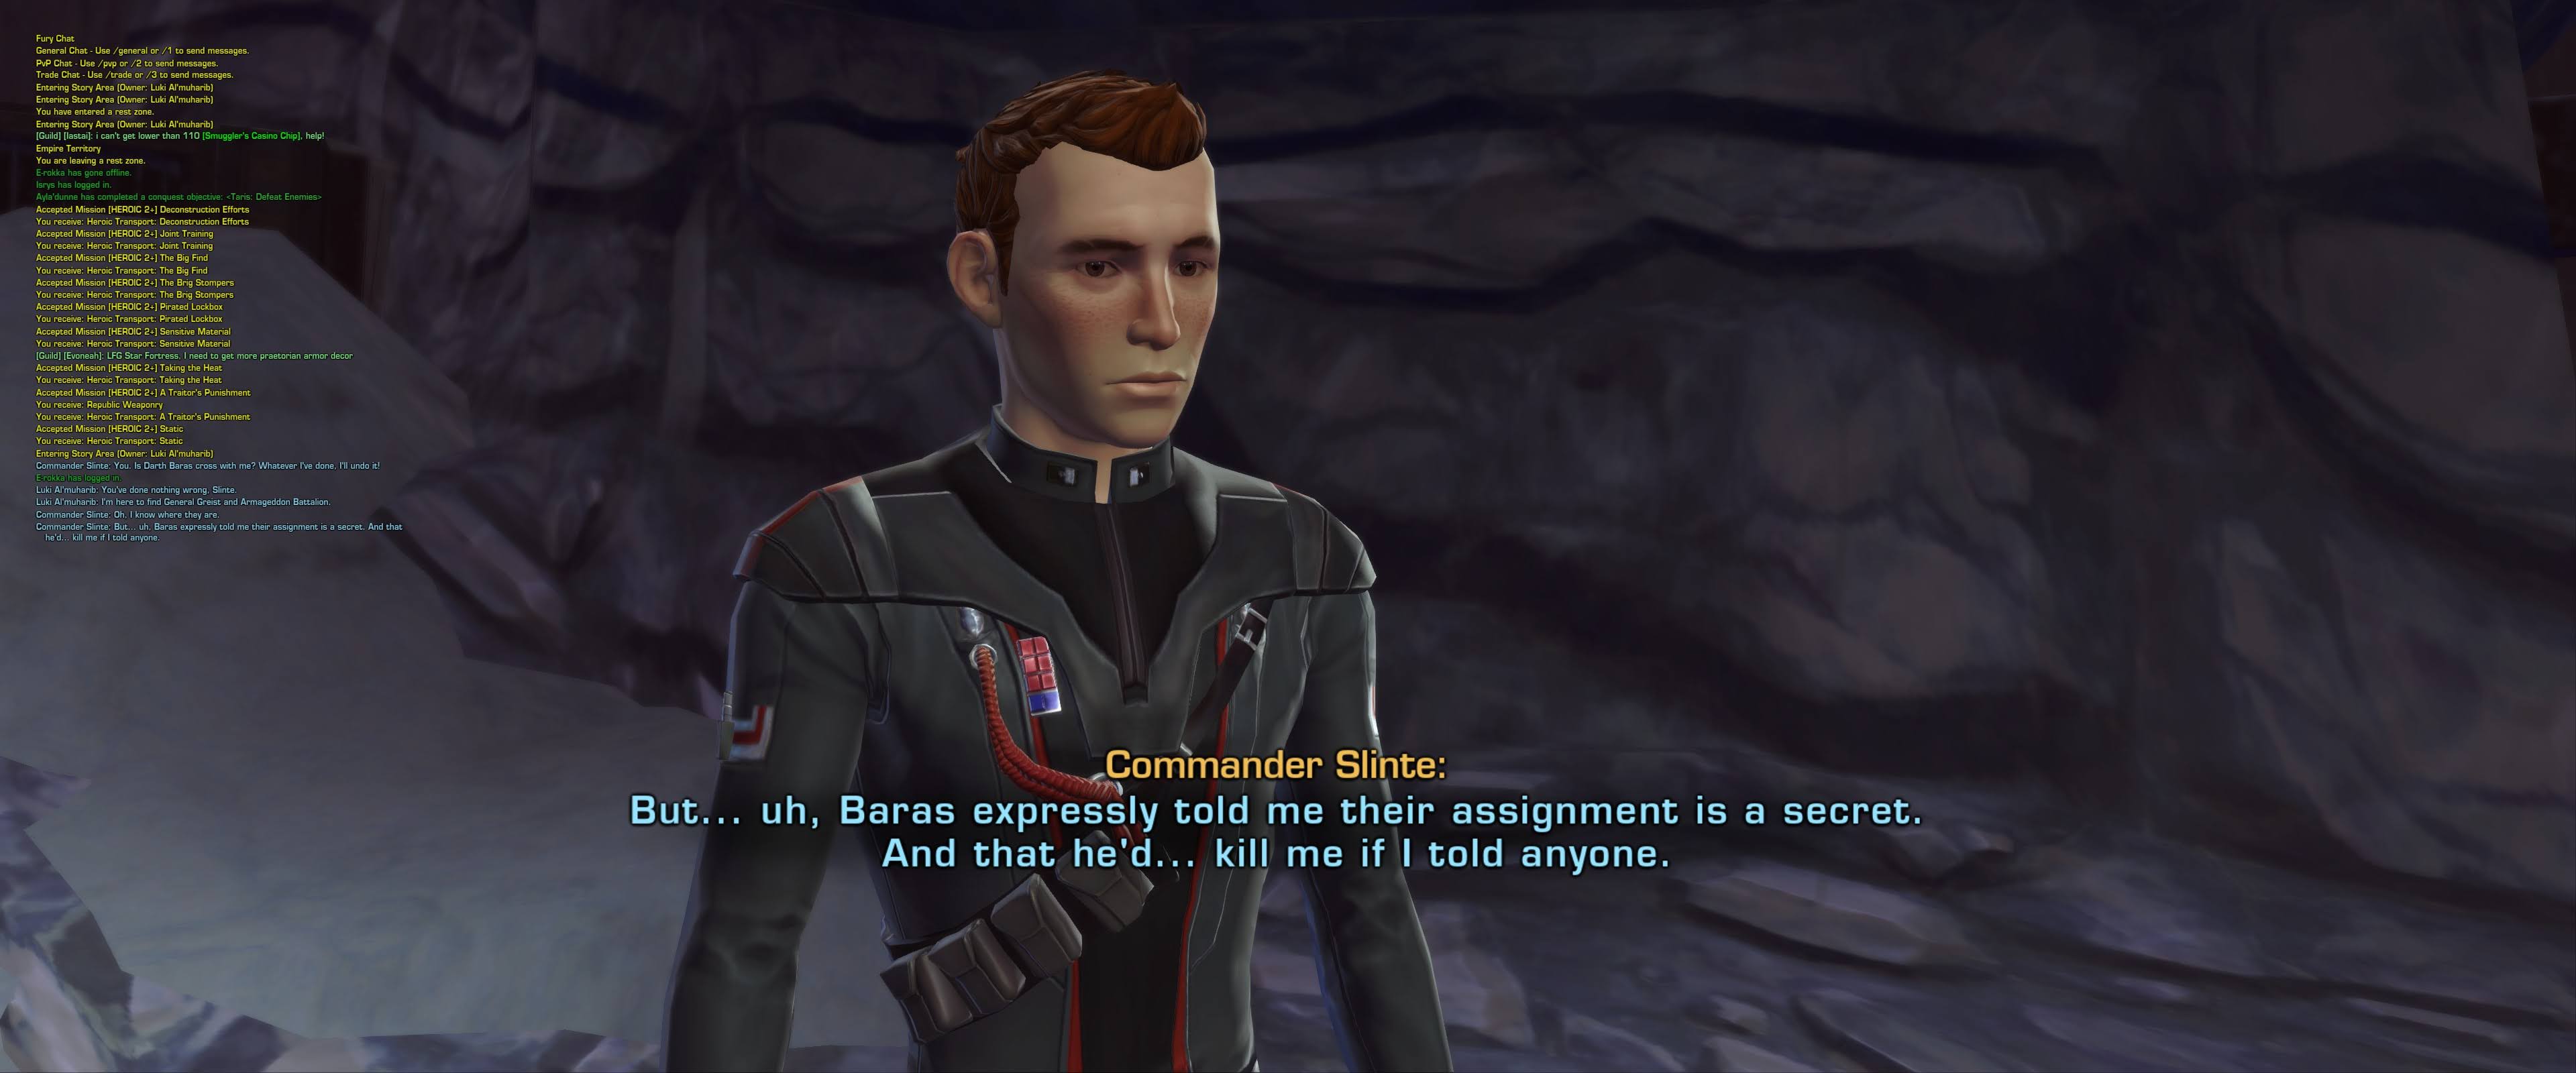 Fury Chat
General Chat - Use /general or /1 to send messages.
PvP Chat - Use /pvp or /2 to send messages.
Trade Chat - Use /trade or /3 to send messages.
Entering Story Area (Owner: Luki Al'muharib)
Entering Story Area (Owner: Luki Al'muharib)
You have entered a rest zone.
Entering Story Area (Owner: Luki Al'muharib)
[Guild] [Iastai]: i can't get lower than 110 [Smuggler's Casino Chip], help!
Empire Territory
You are leaving a rest zone.
E-rokka has gone offline.
Isrys has logged in.
Ayla'dunne has completed a conquest objective: <Taris: Defeat Enemies>
Accepted Mission [HEROIC 2+] Deconstruction Efforts
You receive: Heroic Transport: Deconstruction Efforts
Accepted Mission [HEROIC 2+] Joint Training
You receive: Heroic Transport: Joint Training
Accepted Mission [HEROIC 2+] The Big Find
You receive: Heroic Transport: The Big Find
Accepted Mission [HEROIC 2+] The Brig Stompers
You receive: Heroic Transport: The Brig Stompers
Accepted Mission [HEROIC 2+] Pirated Lockbox
You receive: Heroic Transport: Pirated Lockbox
Accepted Mission [HEROIC 2+] Sensitive Material
You receive: Heroic Transport: Sensitive Material
[Guild] [Evoneah]: LFG Star Fortress. I need to get more praetorian armor decor
Accepted Mission [HEROIC 2+] Taking the Heat
You receive: Heroic Transport: Taking the Heat
Accepted Mission [HEROIC 2+] A Traitor's Punishment
You receive: Republic Weaponry
You receive: Heroic Transport: A Traitor's Punishment
Accepted Mission [HEROIC 2+] Static
You receive: Heroic Transport: Static
Entering Story Area (Owner: Luki Al'muharib)
Commander Slinte: You. Is Darth Baras cross with me? Whatever I've done, I'll undo it!
E-rokka has logged in.
Luki Al'muharib: You've done nothing wrong, Slinte.
Luki Al'muharib: I'm here to find General Greist and Armageddon Battalion.
Commander Slinte: Oh. I know where they are.
Commander Slinte: But... uh, Baras expressly told me their assignment is a secret. And that
he'd... kill me if I told anyone.
Commander Slinte:
But... uh, Baras expressly told me their assignment is a secret.
And that he'd... kill me if I told anyone.